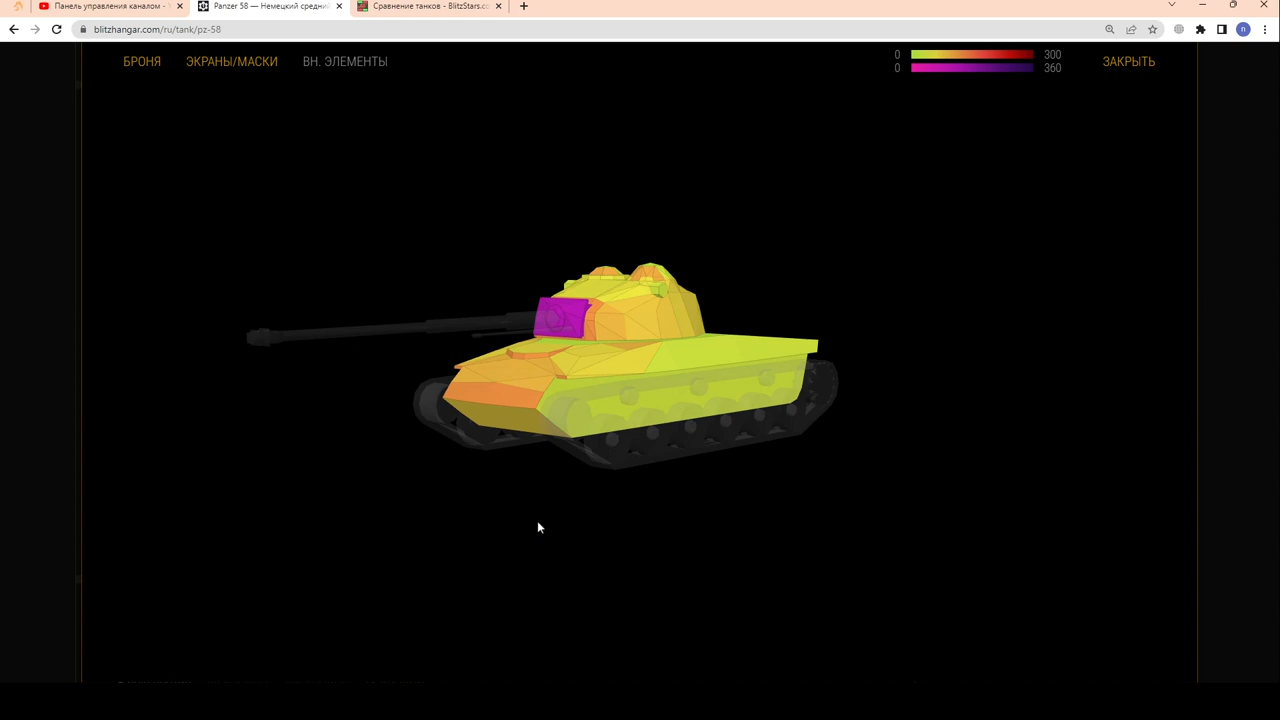 Панель управления каналом - Y
Panzer 58 — Немецкий средний
Сравнение танков - BlitzStars.co
blitzhangar.com/ru/tank/pz-58
n
БРОНЯ
ЭКРАНЫ/МАСКИ
ВН. ЭЛЕМЕНТЫ
0
300
0
360
ЗАКРЫТЬ